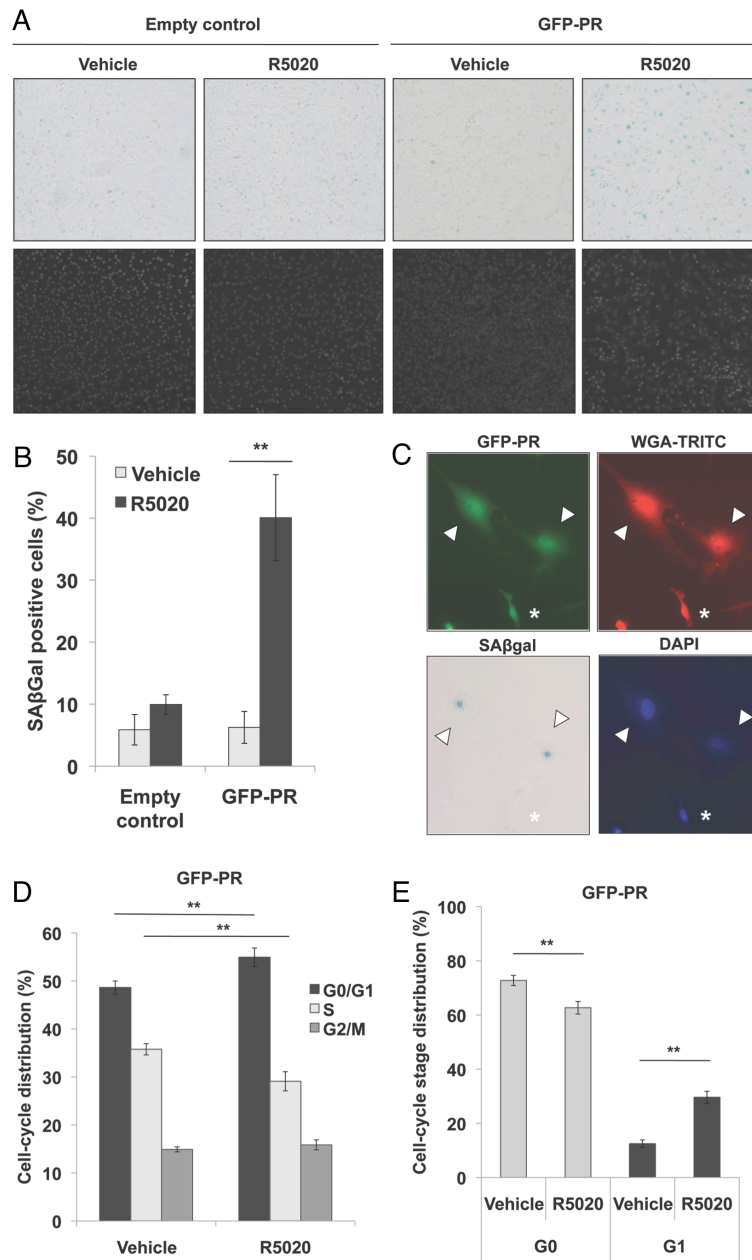 A
Empty control
GFP-PR
Vehicle
R5020
Vehicle
R5020
B
SAβGal positive cells (%)
50
40
30
20
10
0
Vehicle
R5020
**
Empty
control
GFP-PR
C
GFP-PR
WGA-TRITC
*
*
SAβgal
DAPI
*
*
D
GFP-PR
Cell-cycle distribution (%)
60
50
40
30
20
10
0
**
**
G0/G1
S
G2/M
Vehicle
R5020
E
GFP-PR
Cell-cycle stage distribution (%)
100
80
60
40
20
0
**
**
Vehicle
R5020
Vehicle
R5020
G0
G1